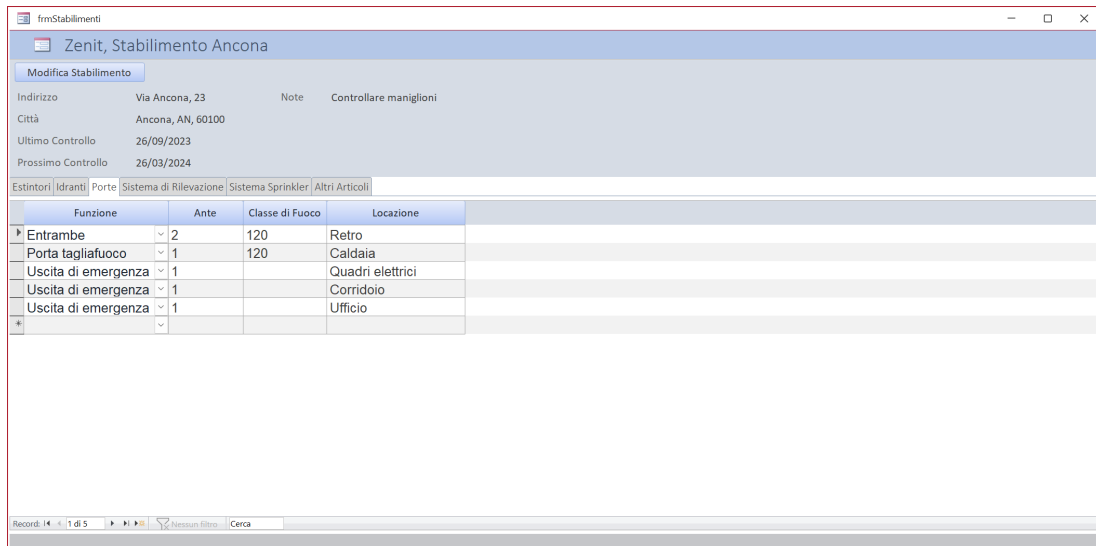 frmStabilimenti
Zenit, Stabilimento Ancona
Modifica Stabilimento
Indirizzo Via Ancona, 23 Note Controllare maniglioni
Città Ancona, AN, 60100
Ultimo Controllo 26/09/2023
Prossimo Controllo 26/03/2024
Estintori Idranti Porte Sistema di Rilevazione Sistema Sprinkler Altri Articoli
Funzione Ante Classe di Fuoco Locazione
Entrambe 2 120 Retro
Porta tagliafuoco 1 120 Caldaia
Uscita di emergenza 1 Quadri elettrici
Uscita di emergenza 1 Corridoio
Uscita di emergenza 1 Ufficio
Record: 1 di 5 Nessun filtro Cerca